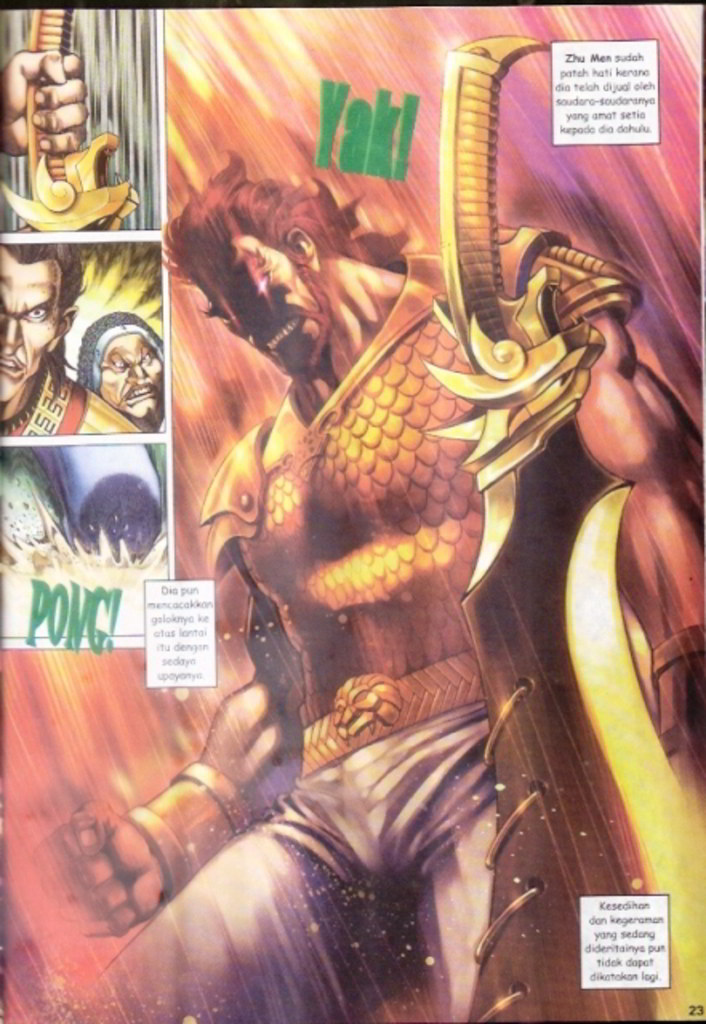 Yak!
Zhu Men sudah
patah hati kerana
dia telah dijual oleh
saudara-saudaranya
yang amat setia
kepada dia dahulu.
PONG!
Dia pun
mencacakkan
goloknya ke
atas lantai
itu dengan
sedaya
upayanya.
Kesedihan
dan kegeraman
yang sedang
dideritainya pun
tidak dapat
dikatakan lagi.
23